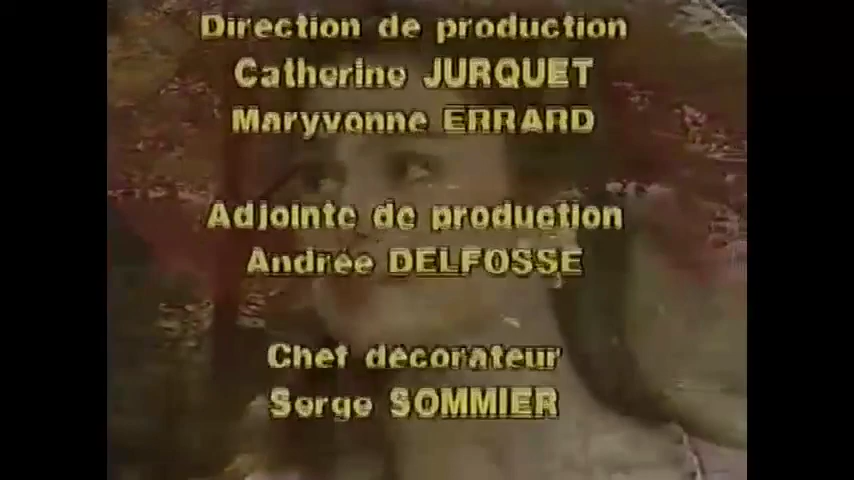 Direction de production
Catherine JURQUET
Maryvonne ERRARD
Adjointe de production
Andrée DELFOSSE
Chef décorateur
Serge SOMMIER